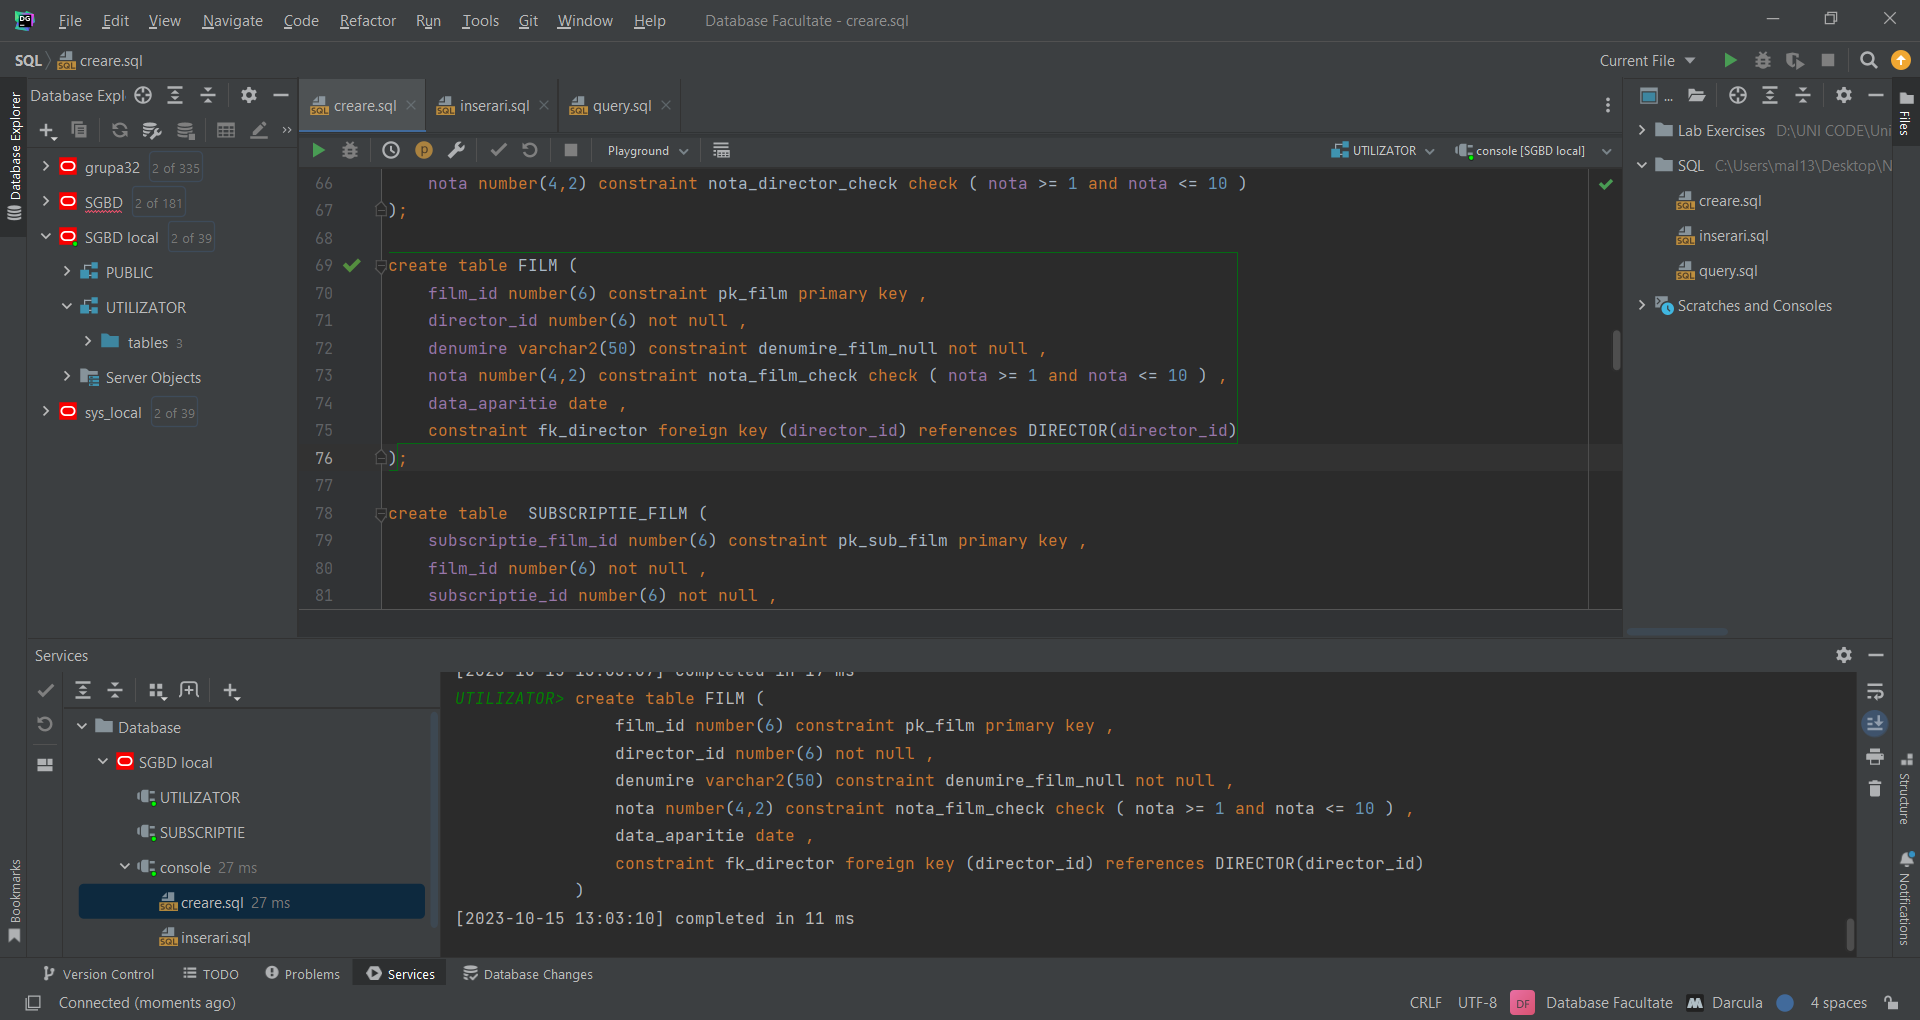 DG File Edit View Navigate Code Refactor Run Tools Git Window Help Database Facultate - creare.sql
SQL creare.sql
Current File
Database Explorer
Database Expl
grupa32 2 of 335
SGBD 2 of 181
SGBD local 2 of 39
PUBLIC
UTILIZATOR
tables 3
Server Objects
sys_local 2 of 39
creare.sql inserari.sql query.sql
Playground
UTILIZATOR console [SGBD local]
66 nota number(4,2) constraint nota_director_check check ( nota >= 1 and nota <= 10 )
67 );
68
69 create table FILM (
70 film_id number(6) constraint pk_film primary key ,
71 director_id number(6) not null ,
72 denumire varchar2(50) constraint denumire_film_null not null ,
73 nota number(4,2) constraint nota_film_check check ( nota >= 1 and nota <= 10 ) ,
74 data_aparitie date ,
75 constraint fk_director foreign key (director_id) references DIRECTOR(director_id)
76 );
77
78 create table  SUBSCRIPTIE_FILM (
79 subscriptie_film_id number(6) constraint pk_sub_film primary key ,
80 film_id number(6) not null ,
81 subscriptie_id number(6) not null ,
...
Files
Lab Exercises D:\UNI CODE\Uni
SQL C:\Users\mal13\Desktop\N
creare.sql
inserari.sql
query.sql
Scratches and Consoles
Services
Database
SGBD local
UTILIZATOR
SUBSCRIPTIE
console 27 ms
creare.sql 27 ms
inserari.sql
[2023-10-15 13:03:07] completed in 17 ms
UTILIZATOR> create table FILM (
film_id number(6) constraint pk_film primary key ,
director_id number(6) not null ,
denumire varchar2(50) constraint denumire_film_null not null ,
nota number(4,2) constraint nota_film_check check ( nota >= 1 and nota <= 10 ) ,
data_aparitie date ,
constraint fk_director foreign key (director_id) references DIRECTOR(director_id)
)
[2023-10-15 13:03:10] completed in 11 ms
Structure
Notifications
Bookmarks
Version Control TODO Problems Services Database Changes
Connected (moments ago)
CRLF UTF-8 DF Database Facultate Darcula 4 spaces